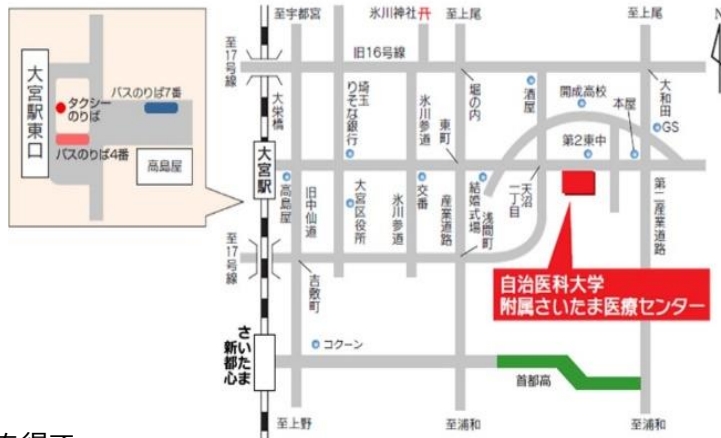 至宇都宮
氷川神社
至上尾
至上尾
N
至17号線
旧16号線
大栄橋
埼玉りそな銀行
氷川参道
東町
堀の内
酒屋
開成高校
本屋
大和田
GS
第2東中
大宮駅東口
タクシーのりば
バスのりば7番
バスのりば4番
高島屋
大宮駅
高島屋
旧中仙道
大宮区役所
氷川参道
交番
産業道路
結婚式場
浅間町
天沼一丁目
第二産業道路
至17号線
吉敷町
自治医科大学
附属さいたま医療センター
さいたま新都心
コクーン
首都高
至上野
至浦和
至浦和